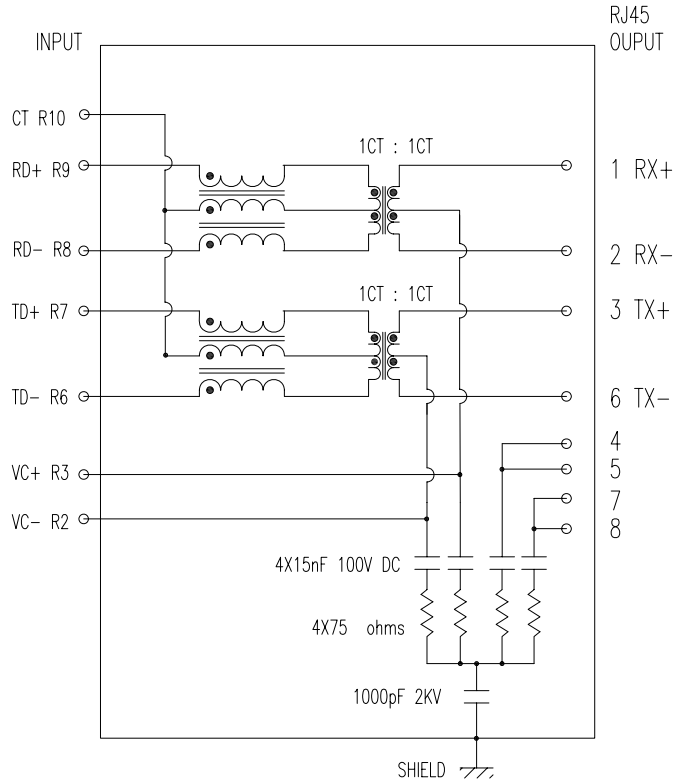 RJ45
INPUT
OUPUT
CT R10
1CT : 1CT
RD+ R9
1 RX+
RD- R8
2 RX-
1CT : 1CT
TD+ R7
3 TX+
TD- R6
6 TX-
4
VC+ R3
5
7
VC- R2
8
4X15nF 100V DC
4X75 ohms
1000pF 2KV
SHIELD